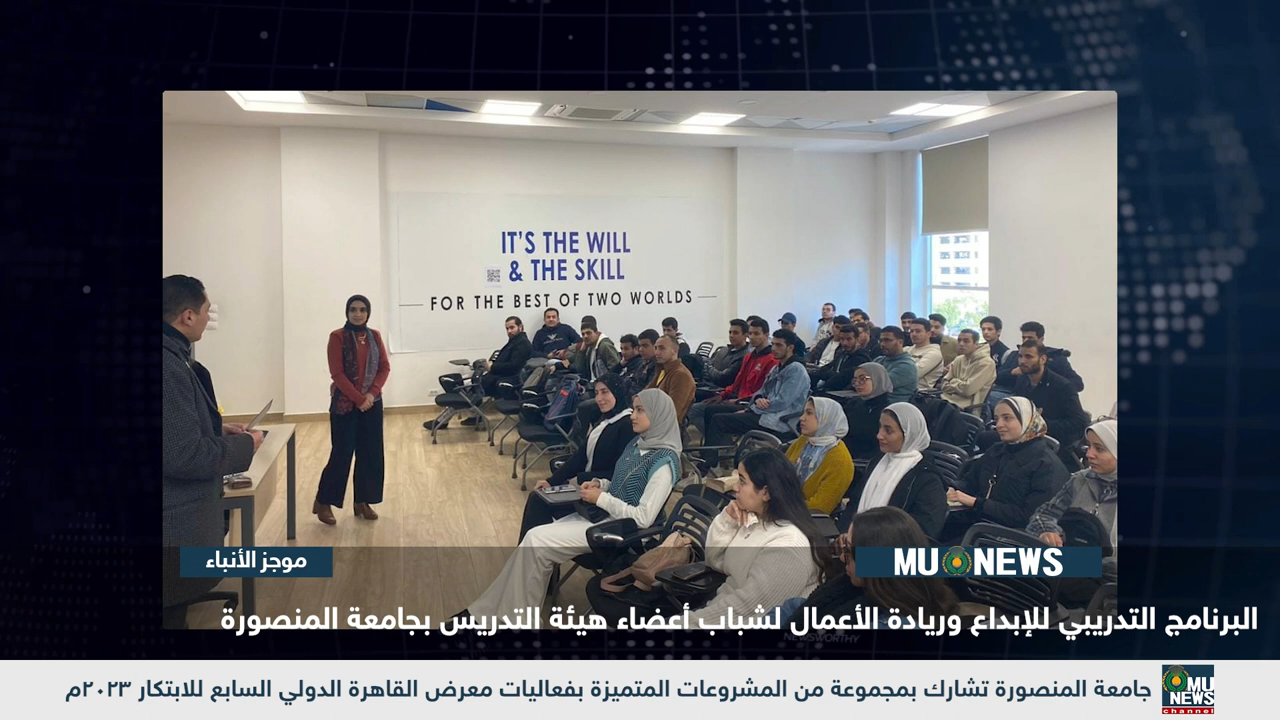 IT'S THE WILL
& THE SKILL
FOR THE BEST OF TWO WORLDS
موجز الأنباء
MU NEWS
البرنامج التدريبي للإبداع وريادة الأعمال لشباب أعضاء هيئة التدريس بجامعة المنصورة
NEWSWORTHY
جامعة المنصورة تشارك بمجموعة من المشروعات المتميزة بفعاليات معرض القاهرة الدولي السابع للابتكار ٢٠٢٣م
MU
NEWS
channel